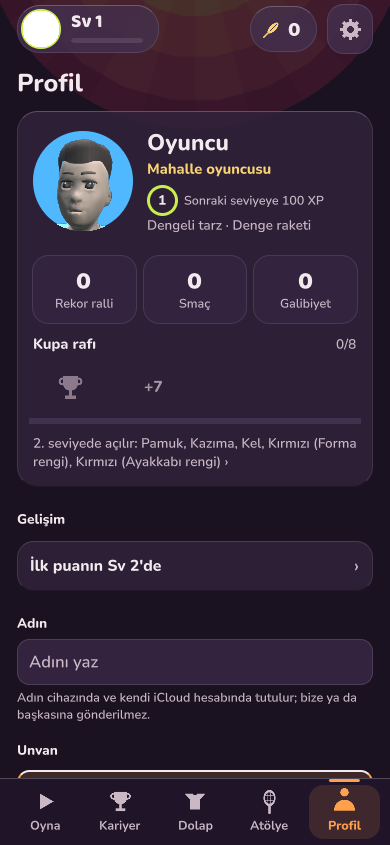 Sv 1
0
Profil
Oyuncu
Mahalle oyuncusu
1 Sonraki seviyeye 100 XP
Dengeli tarz · Denge raketi
0 0 0
Rekor ralli Smaç Galibiyet
Kupa rafı 0/8
+7
2. seviyede açılır: Pamuk, Kazıma, Kel, Kırmızı (Forma
rengi), Kırmızı (Ayakkabı rengi) ›
Gelişim
İlk puanın Sv 2'de ›
Adın
Adını yaz
Adın cihazında ve kendi iCloud hesabında tutulur; bize ya da
başkasına gönderilmez.
Unvan
Oyna Kariyer Dolap Atölye Profil